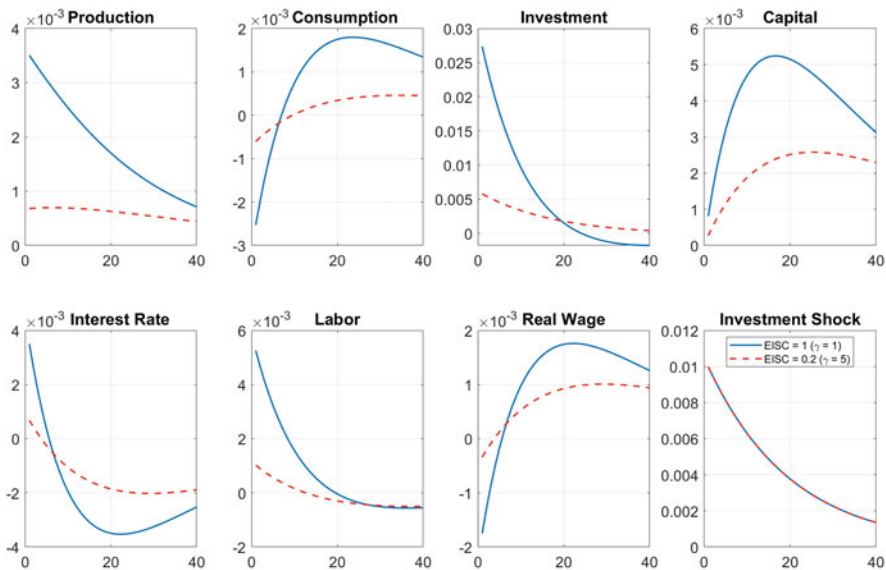 ×10⁻³ Production
4
3
2
1
0
0 20 40
×10⁻³ Consumption
2
1
0
-1
-2
-3
0 20 40
Investment
0.03
0.025
0.02
0.015
0.01
0.005
0
0 20 40
×10⁻³ Capital
6
5
4
3
2
1
0
0 20 40
×10⁻³ Interest Rate
4
2
0
-2
-4
0 20 40
×10⁻³ Labor
6
4
2
0
-2
0 20 40
×10⁻³ Real Wage
2
1
0
-1
-2
0 20 40
Investment Shock
0.012
0.01
0.008
0.006
0.004
0.002
0
0 20 40
EISC = 1 (γ = 1)
EISC = 0.2 (γ = 5)